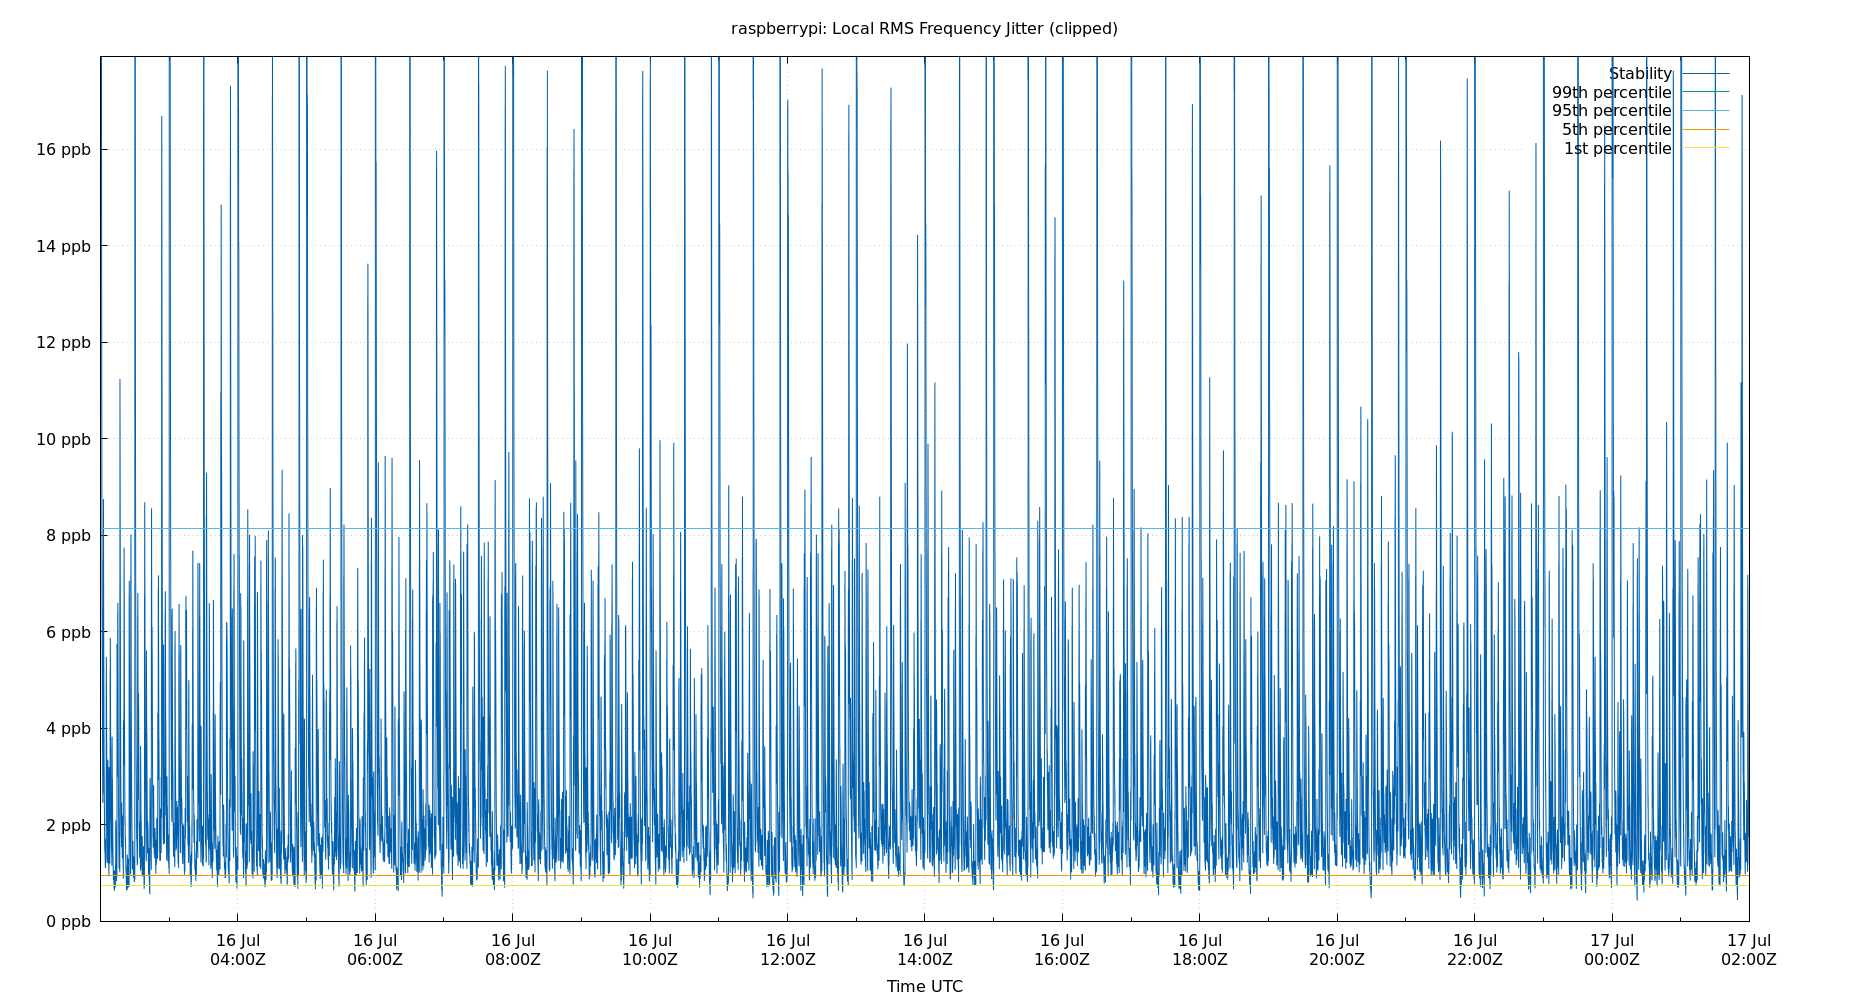 raspberrypi: Local RMS Frequency Jitter (clipped)
Stability
99th percentile
95th percentile
5th percentile
1st percentile
16 ppb
14 ppb
12 ppb
10 ppb
8 ppb
6 ppb
4 ppb
2 ppb
0 ppb
16 Jul 16 Jul 16 Jul 16 Jul 16 Jul 16 Jul 16 Jul 16 Jul 16 Jul 16 Jul 17 Jul 17 Jul
04:00Z 06:00Z 08:00Z 10:00Z 12:00Z 14:00Z 16:00Z 18:00Z 20:00Z 22:00Z 00:00Z 02:00Z
Time UTC